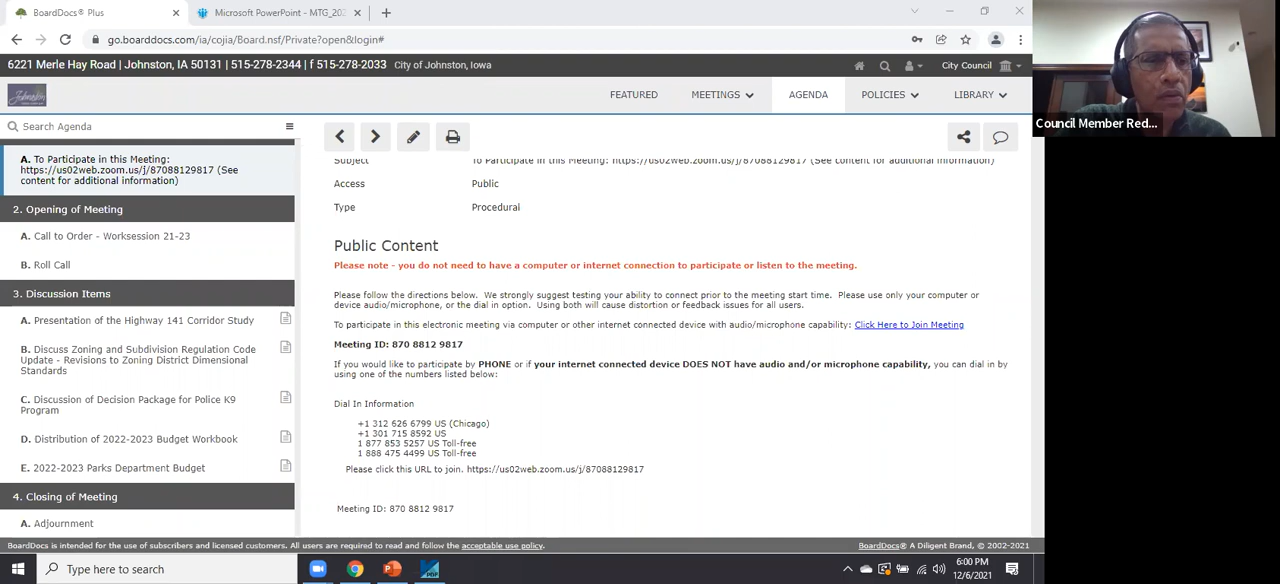 BoardDocs® Plus
Microsoft PowerPoint - MTG_202
go.boarddocs.com/ia/cojia/Board.nsf/Private?open&login#
6221 Merle Hay Road | Johnston, IA 50131 | 515-278-2344 | f 515-278-2033 City of Johnston, Iowa
City Council
Johnston
FEATURED MEETINGS AGENDA POLICIES LIBRARY
Search Agenda
A. To Participate in this Meeting:
https://us02web.zoom.us/j/87088129817 (See
content for additional information)
2. Opening of Meeting
A. Call to Order - Worksession 21-23
B. Roll Call
3. Discussion Items
A. Presentation of the Highway 141 Corridor Study
B. Discuss Zoning and Subdivision Regulation Code
Update - Revisions to Zoning District Dimensional
Standards
C. Discussion of Decision Package for Police K9
Program
D. Distribution of 2022-2023 Budget Workbook
E. 2022-2023 Parks Department Budget
4. Closing of Meeting
A. Adjournment
Subject To Participate in this Meeting: https://us02web.zoom.us/j/87088129817 (See content for additional information)
Access Public
Type Procedural
Public Content
Please note - you do not need to have a computer or internet connection to participate or listen to the meeting.
Please follow the directions below. We strongly suggest testing your ability to connect prior to the meeting start time. Please use only your computer or
device audio/microphone, or the dial in option. Using both will cause distortion or feedback issues for all users.
To participate in this electronic meeting via computer or other internet connected device with audio/microphone capability: Click Here to Join Meeting
Meeting ID: 870 8812 9817
If you would like to participate by PHONE or if your internet connected device DOES NOT have audio and/or microphone capability, you can dial in by
using one of the numbers listed below:
Dial In Information
+1 312 626 6799 US (Chicago)
+1 301 715 8592 US
1 877 853 5257 US Toll-free
1 888 475 4499 US Toll-free
Please click this URL to join. https://us02web.zoom.us/j/87088129817
Meeting ID: 870 8812 9817
BoardDocs is intended for the use of subscribers and licensed customers. All users are required to read and follow the acceptable use policy.
BoardDocs® A Diligent Brand, © 2002-2021
Type here to search
6:00 PM
12/6/2021
Council Member Red...